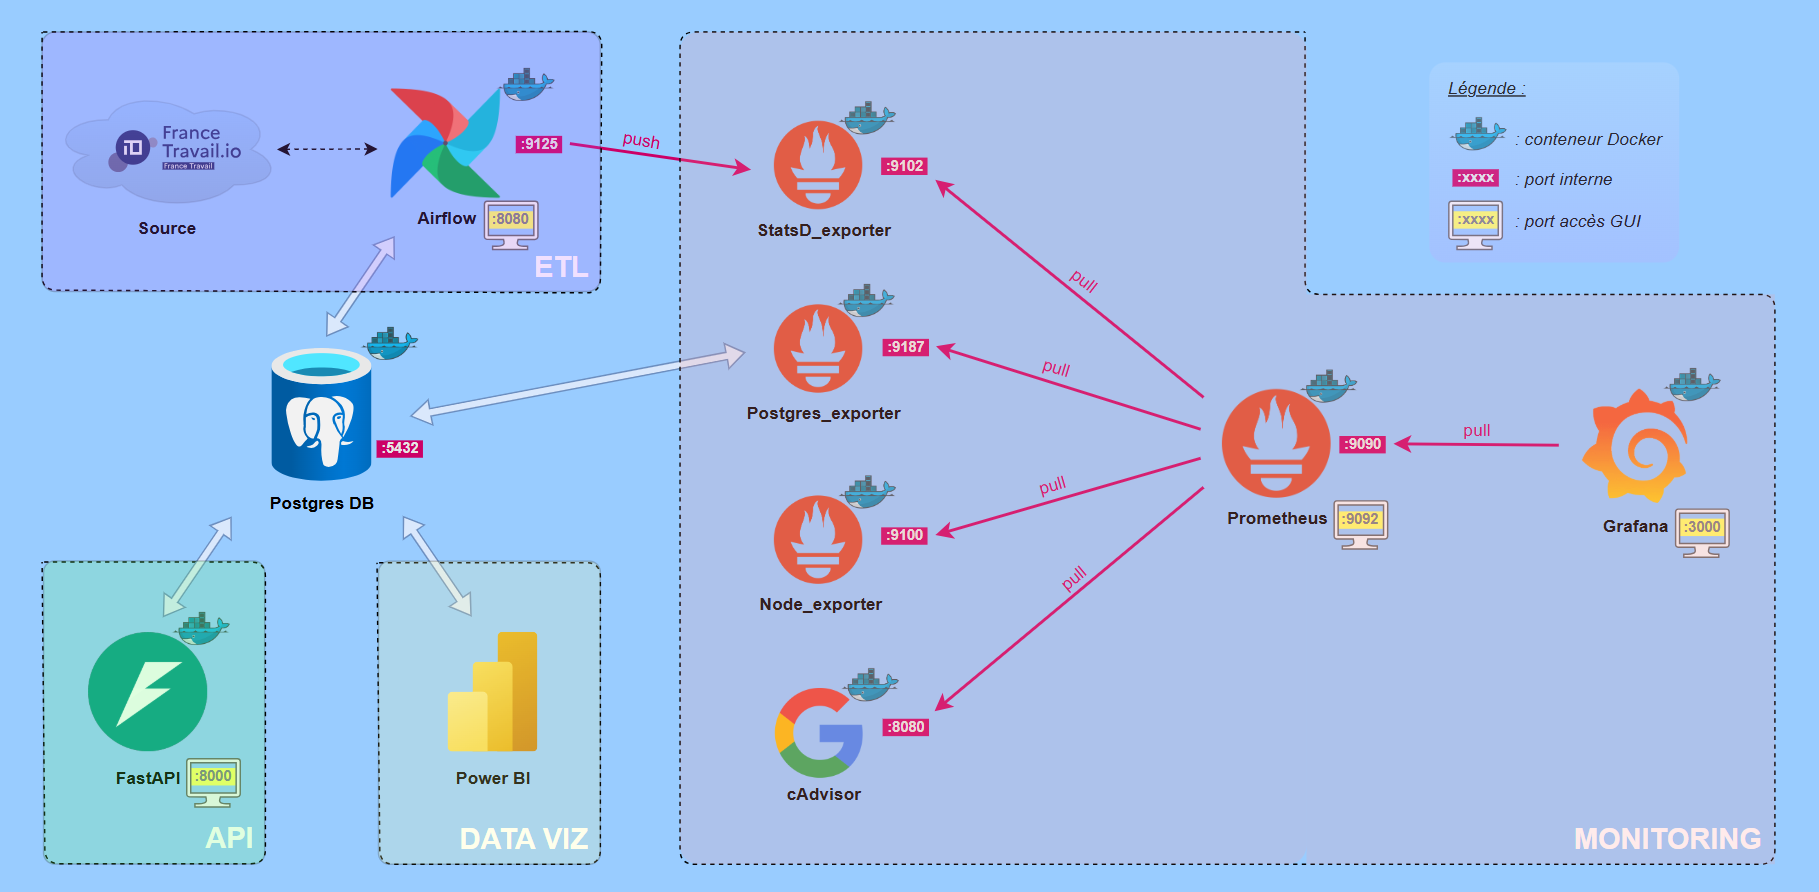 France
Travail.io
France Travail
Source
:9125
Airflow
:8080
ETL
push
:9102
StatsD_exporter
Légende :
: conteneur Docker
:xxxx
: port interne
:xxxx
: port accès GUI
pull
:9187
Postgres_exporter
pull
:5432
Postgres DB
:9090
pull
Prometheus
:9092
Grafana
:3000
:9100
Node_exporter
pull
pull
:8080
cAdvisor
FastAPI
:8000
API
Power BI
DATA VIZ
MONITORING